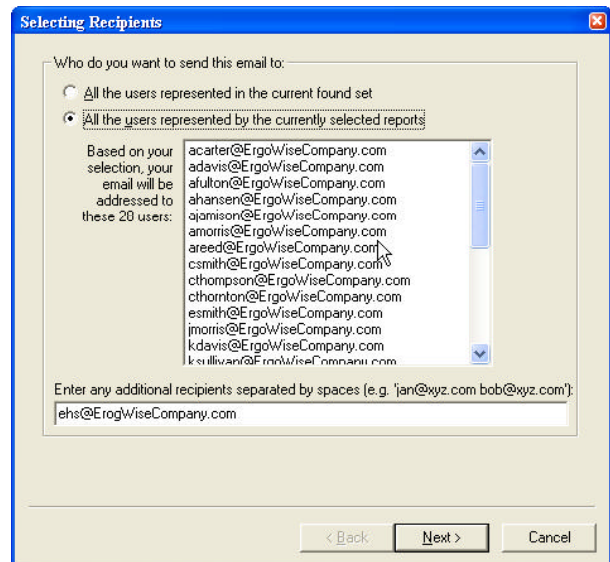 Selecting Recipients
Who do you want to send this email to:
All the users represented in the current found set
All the users represented by the currently selected reports
Based on your
selection, your
email will be
addressed to
these 20 users:
acarter@ErgoWiseCompany.com
adavis@ErgoWiseCompany.com
afulton@ErgoWiseCompany.com
ahansen@ErgoWiseCompany.com
ajamison@ErgoWiseCompany.com
amorris@ErgoWiseCompany.com
areed@ErgoWiseCompany.com
csmith@ErgoWiseCompany.com
cthompson@ErgoWiseCompany.com
cthornton@ErgoWiseCompany.com
esmith@ErgoWiseCompany.com
jmorris@ErgoWiseCompany.com
kdavis@ErgoWiseCompany.com
ksullivan@ErgoWiseCompany.com
Enter any additional recipients separated by spaces (e.g. 'jan@xyz.com bob@xyz.com'):
ehs@ErogWiseCompany.com
< Back Next > Cancel